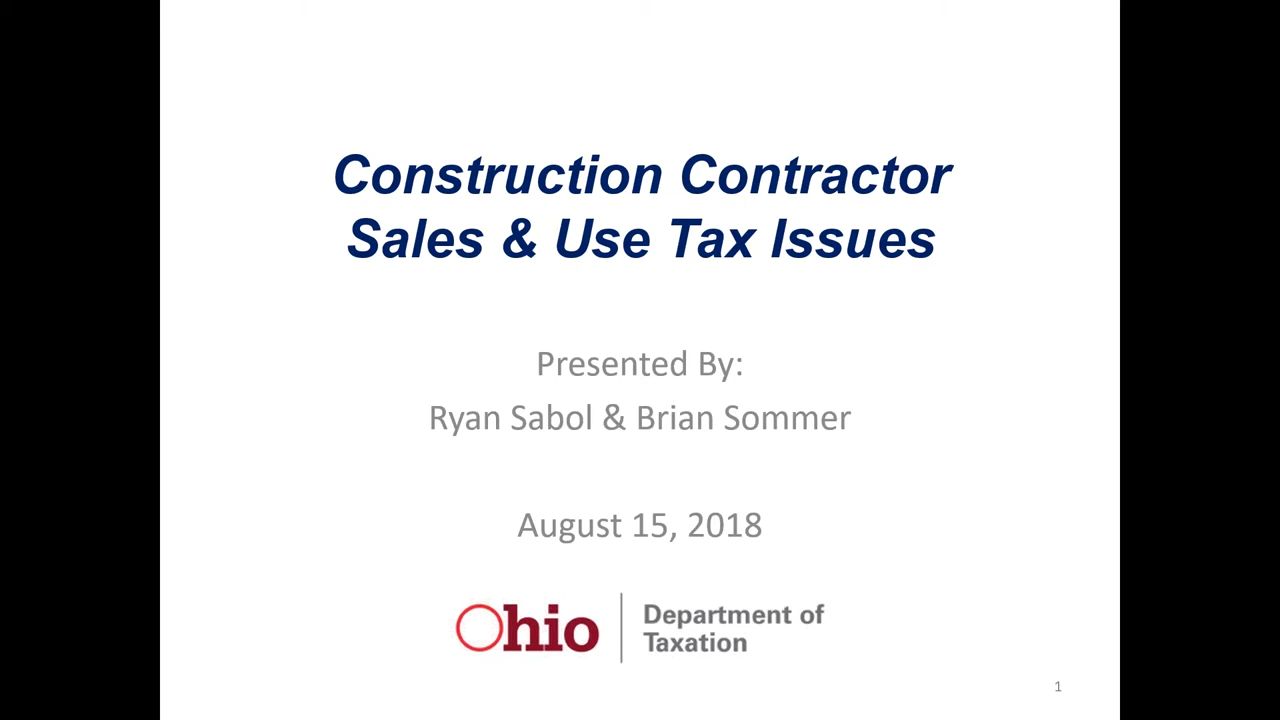 Construction Contractor
Sales & Use Tax Issues
Presented By:
Ryan Sabol & Brian Sommer
August 15, 2018
Ohio
Department of
Taxation
1